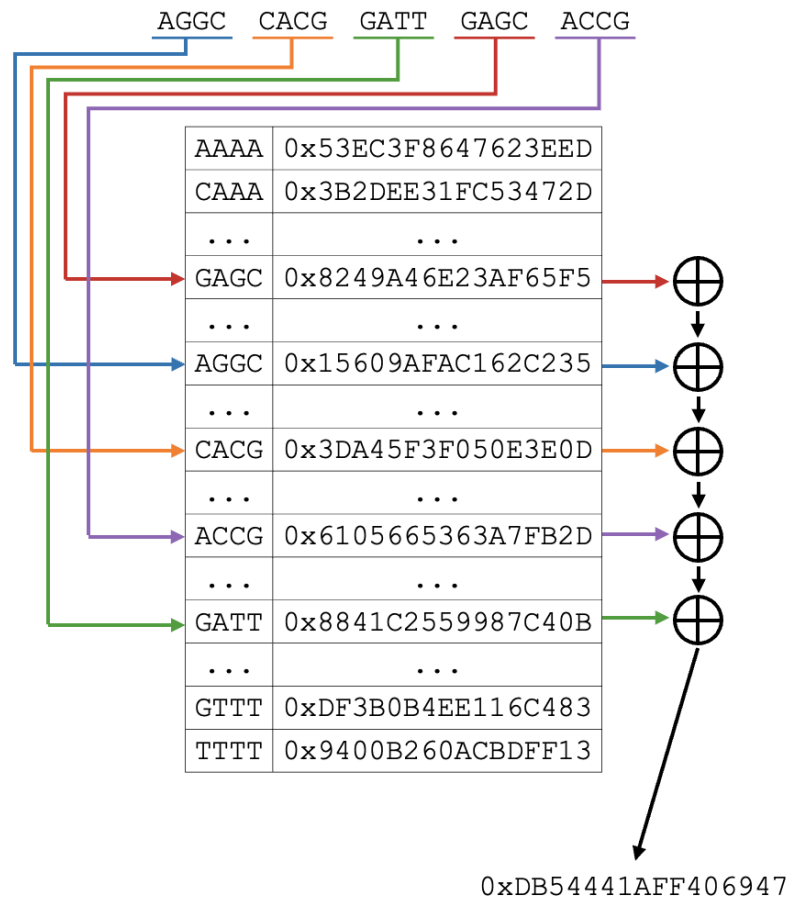 AGGC CACG GATT GAGC ACCG
AAAA 0x53EC3F8647623EED
CAAA 0x3B2DEE31FC53472D
... ...
GAGC 0x8249A46E23AF65F5
... ...
AGGC 0x15609AFAC162C235
... ...
CACG 0x3DA45F3F050E3E0D
... ...
ACCG 0x6105665363A7FB2D
... ...
GATT 0x8841C2559987C40B
... ...
GTTT 0xDF3B0B4EE116C483
TTTT 0x9400B260ACBDFF13
0xDB54441AFF406947